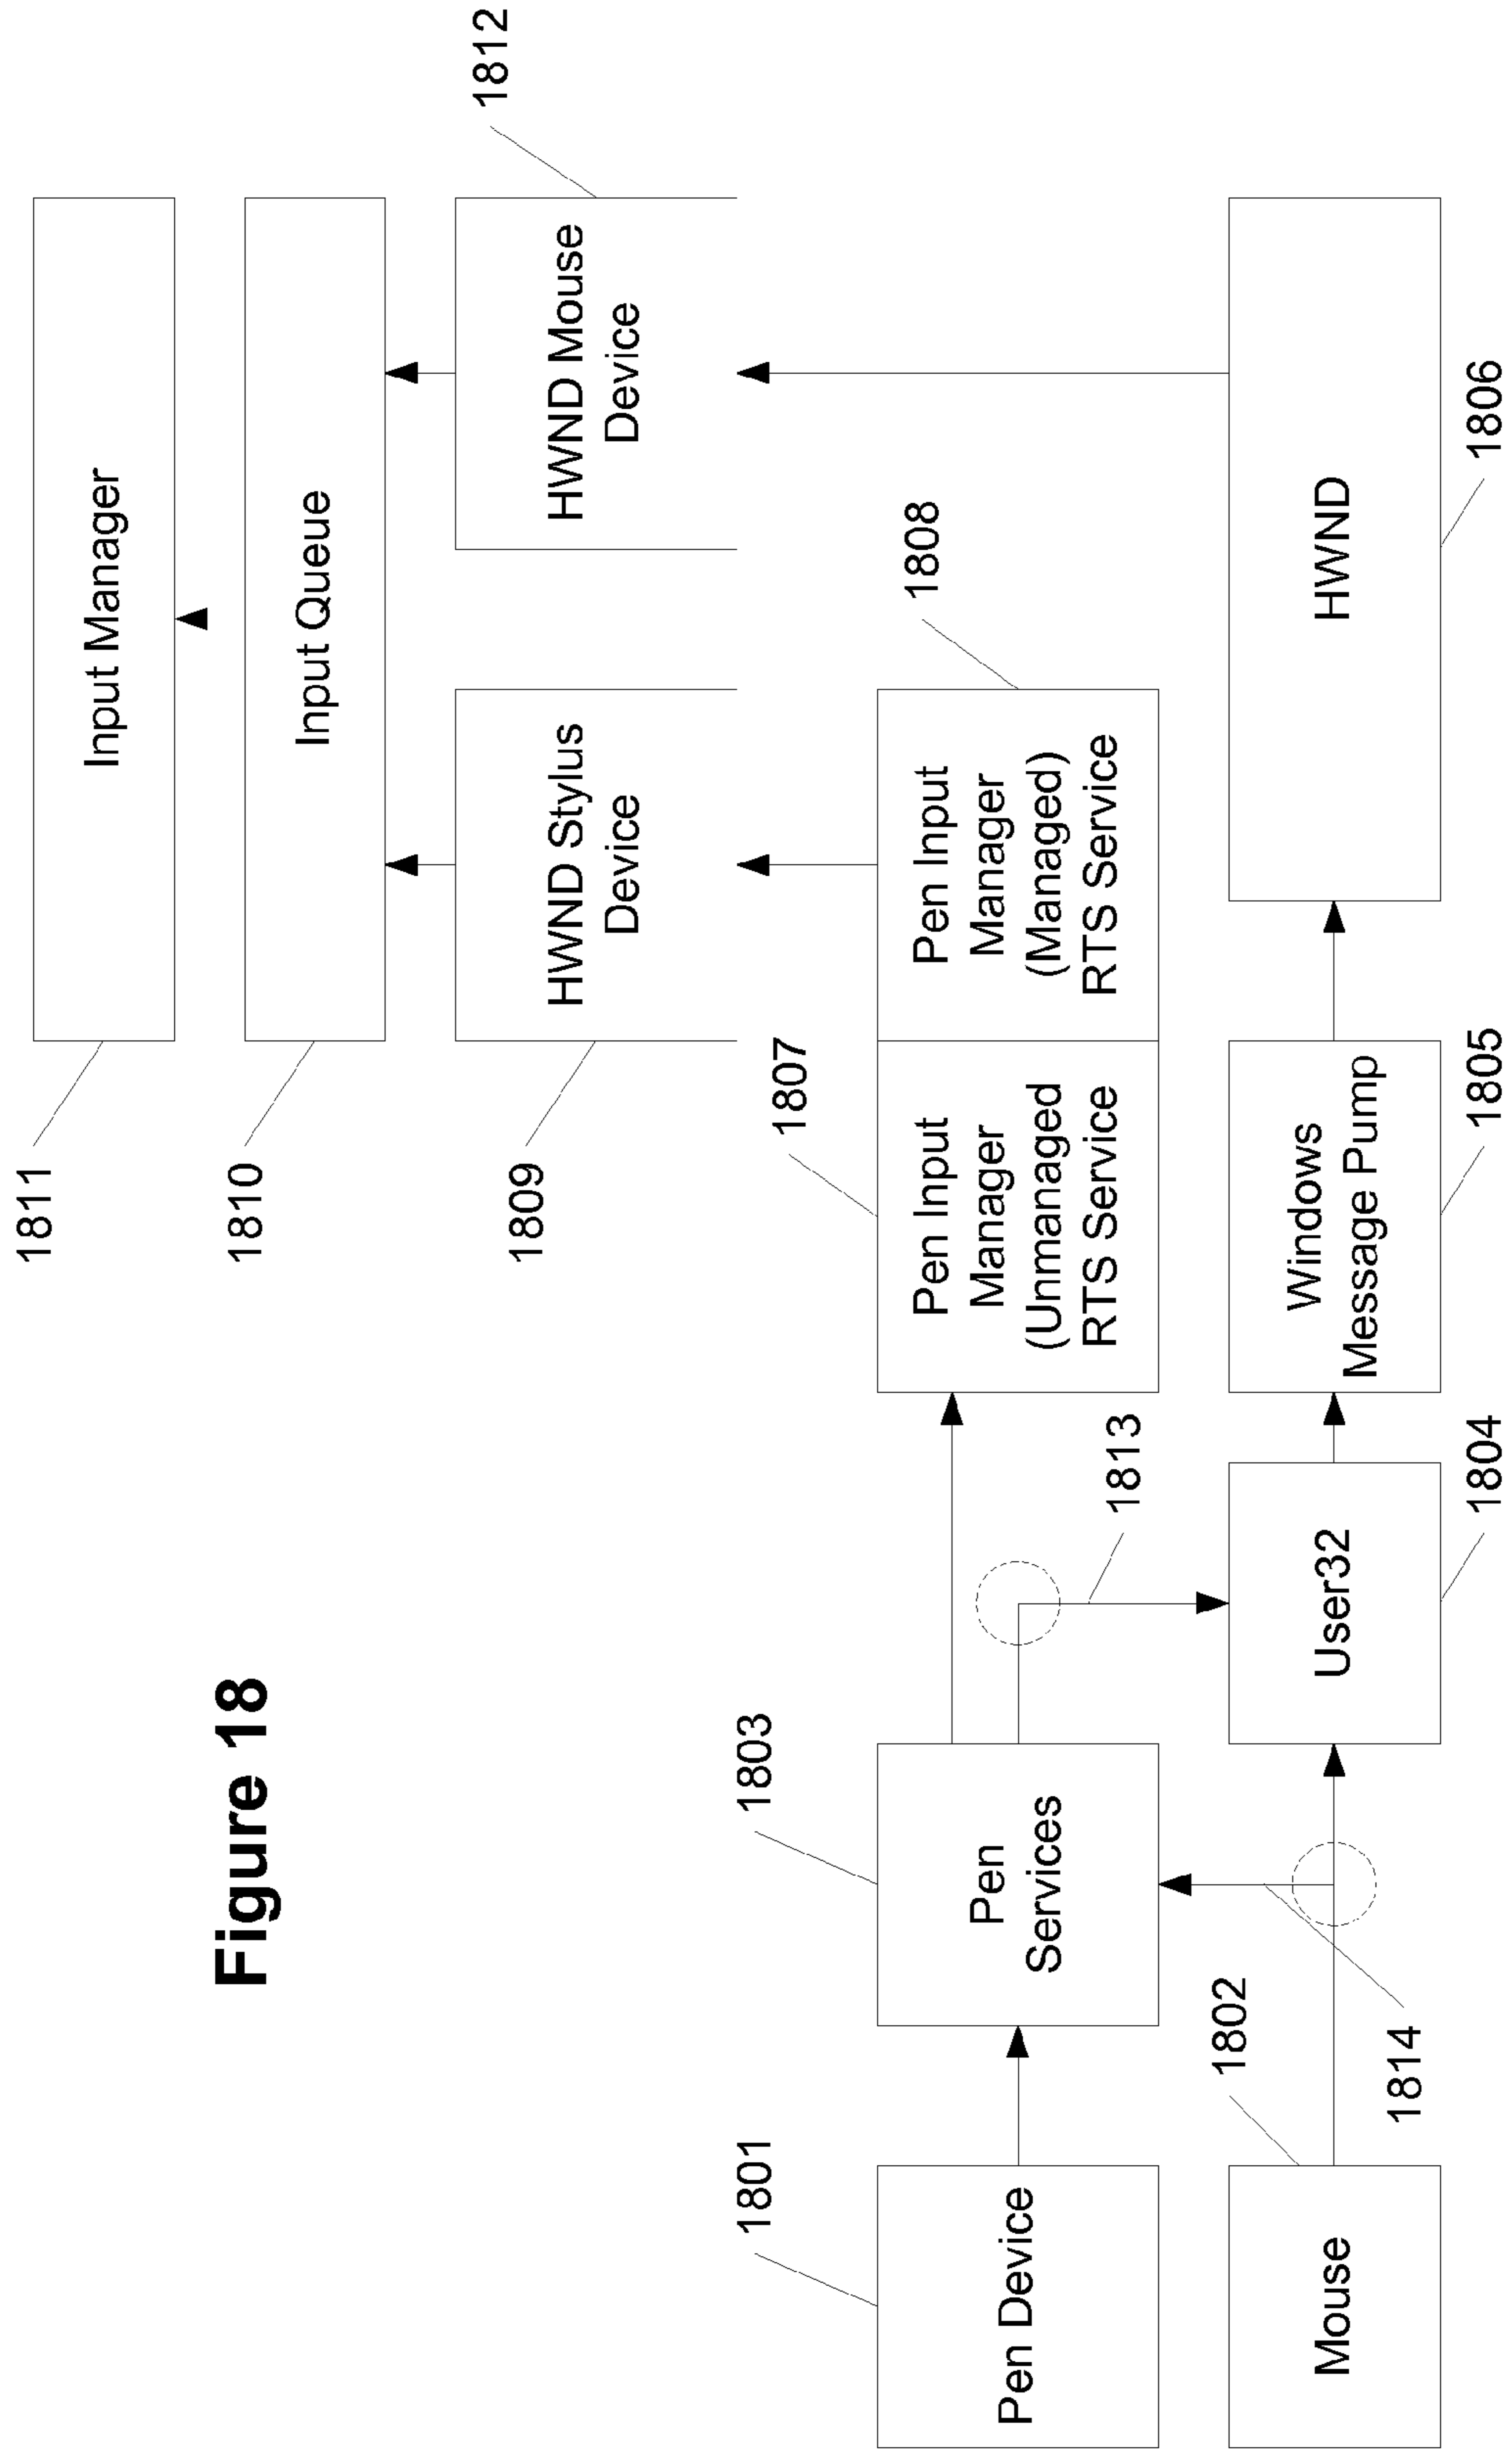 Figure 18
1811
Input Manager
1810
Input Queue
1809
HWND Stylus
Device
HWND Mouse
Device
1812
1801
Pen Device
1803
Pen
Services
1807
Pen Input
Manager
(Unmanaged
RTS Service
Pen Input
Manager
(Managed)
RTS Service
1808
1813
1802
Mouse
1814
User32
1804
Windows
Message Pump
1805
HWND
1806